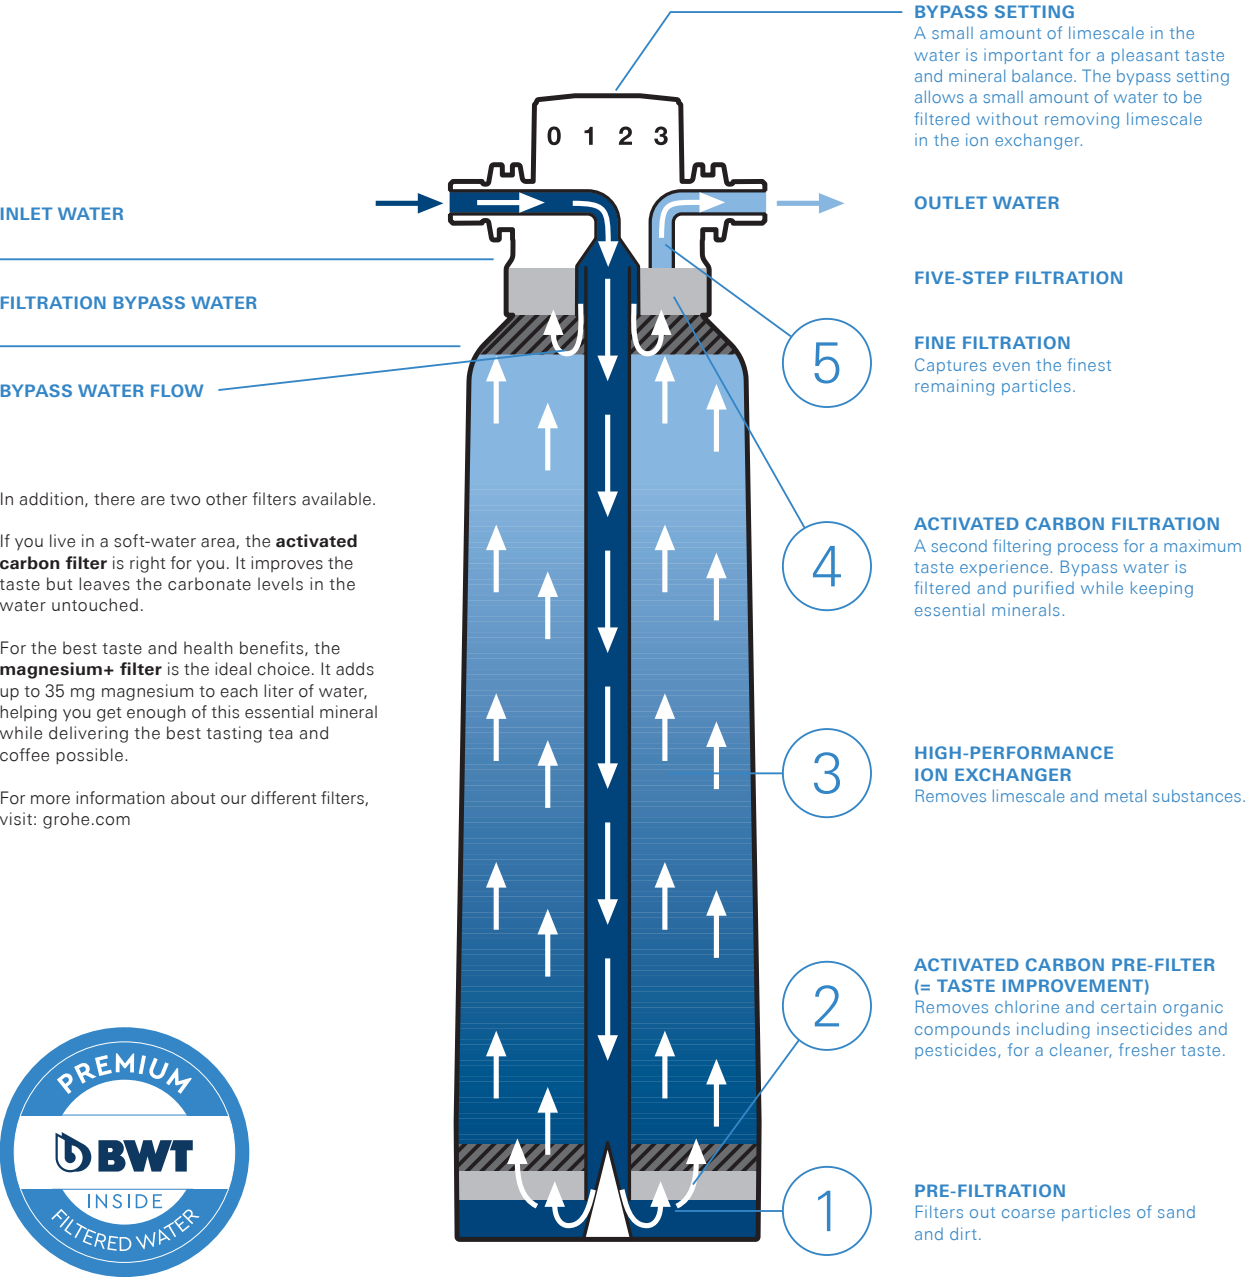 BYPASS SETTING
A small amount of limescale in the
water is important for a pleasant taste
and mineral balance. The bypass setting
allows a small amount of water to be
filtered without removing limescale
in the ion exchanger.
0 1 2 3
INLET WATER
OUTLET WATER
FILTRATION BYPASS WATER
FIVE-STEP FILTRATION
BYPASS WATER FLOW
5
FINE FILTRATION
Captures even the finest
remaining particles.
In addition, there are two other filters available.
If you live in a soft-water area, the activated
carbon filter is right for you. It improves the
taste but leaves the carbonate levels in the
water untouched.
For the best taste and health benefits, the
magnesium+ filter is the ideal choice. It adds
up to 35 mg magnesium to each liter of water,
helping you get enough of this essential mineral
while delivering the best tasting tea and
coffee possible.
For more information about our different filters,
visit: grohe.com
4
ACTIVATED CARBON FILTRATION
A second filtering process for a maximum
taste experience. Bypass water is
filtered and purified while keeping
essential minerals.
3
HIGH-PERFORMANCE
ION EXCHANGER
Removes limescale and metal substances.
2
ACTIVATED CARBON PRE-FILTER
(= TASTE IMPROVEMENT)
Removes chlorine and certain organic
compounds including insecticides and
pesticides, for a cleaner, fresher taste.
1
PRE-FILTRATION
Filters out coarse particles of sand
and dirt.
PREMIUM
BWT
INSIDE
FILTERED WATER